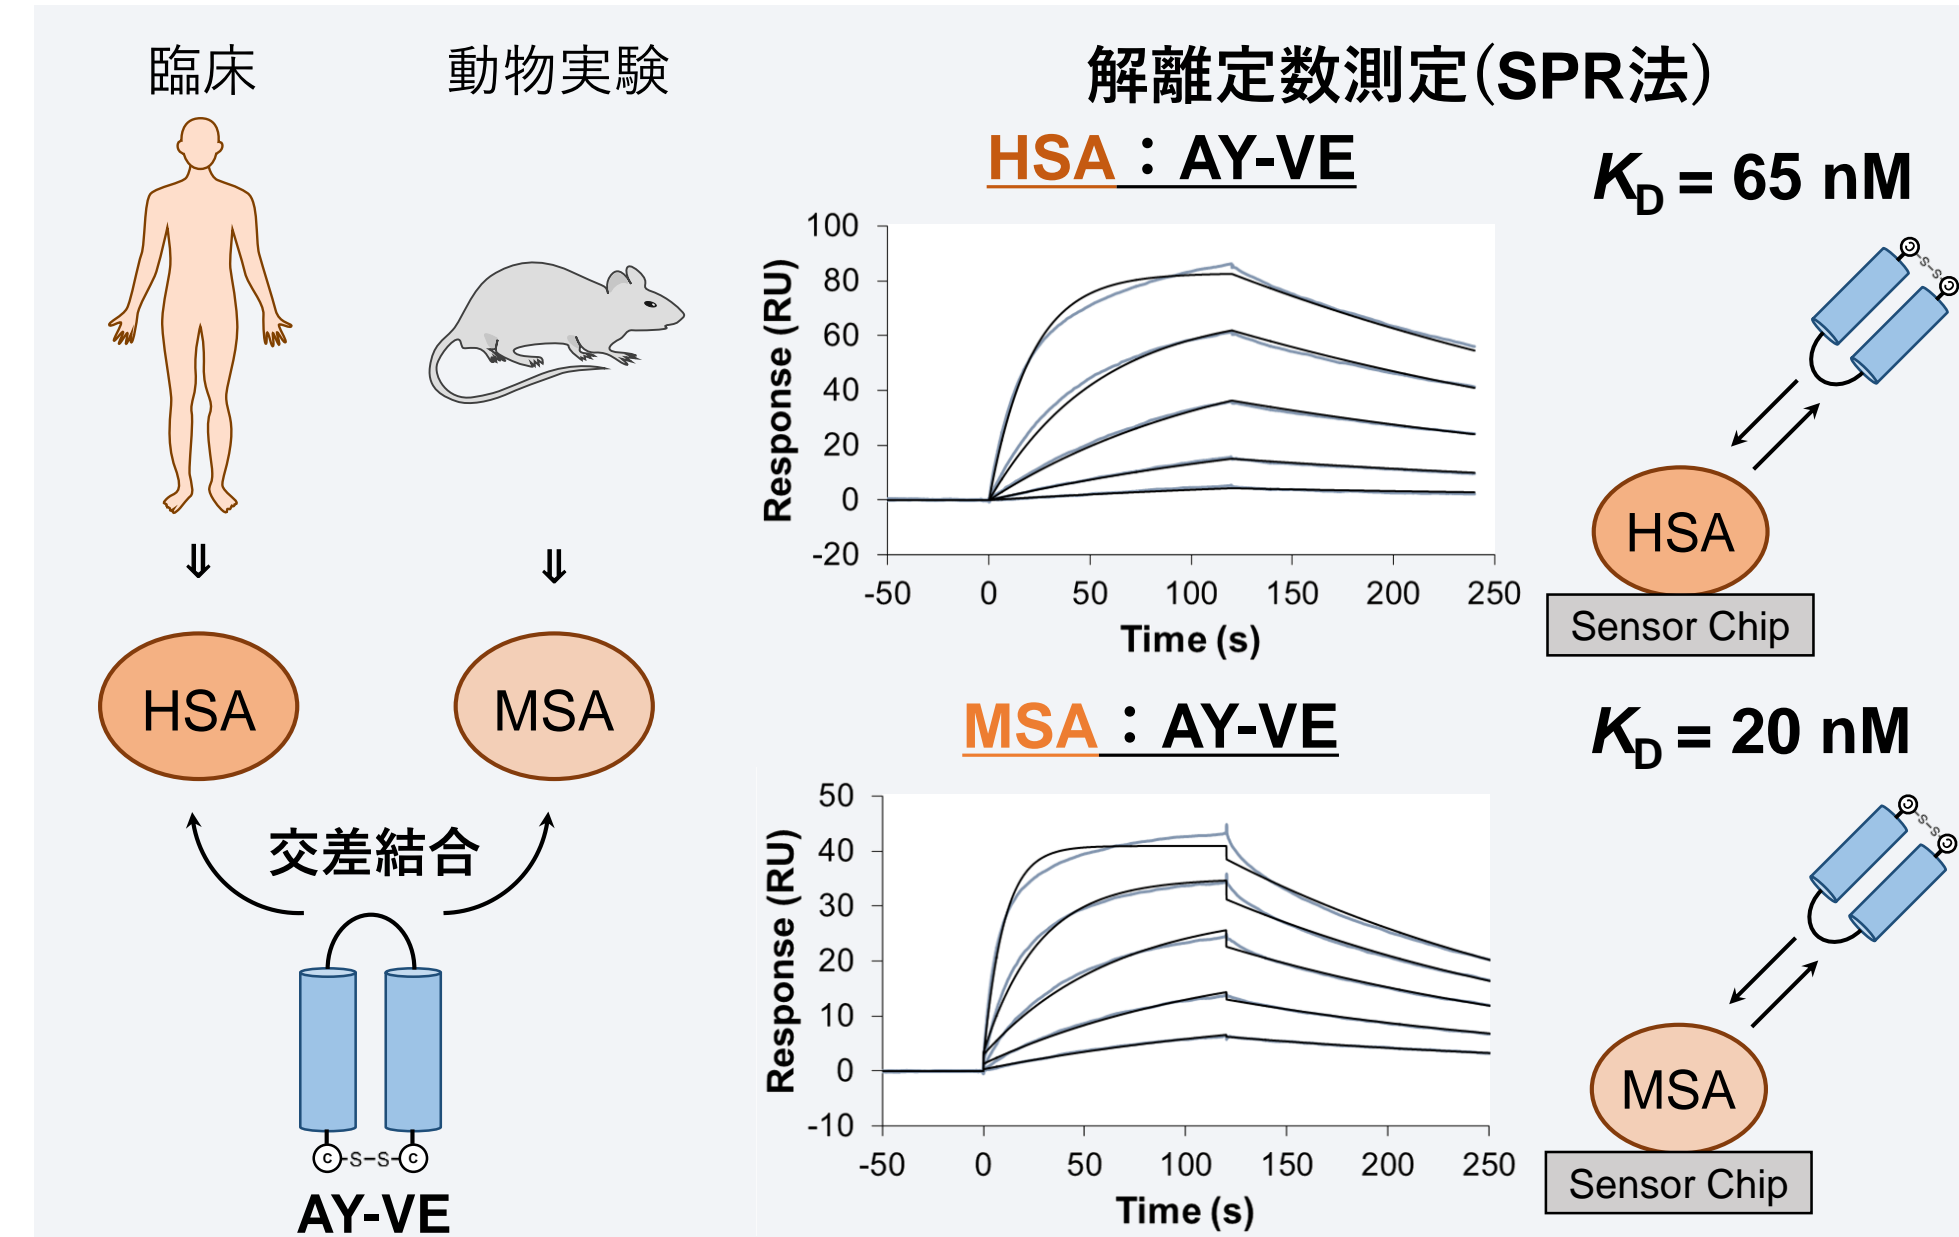 臨床
動物実験
⇓
⇓
HSA
MSA
交差結合
C-S-S-C
AY-VE
解離定数測定(SPR法)
HSA：AY-VE
KD = 65 nM
100
80
60
40
20
0
-20
Response (RU)
-50 0 50 100 150 200 250
Time (s)
C
S-S
C
HSA
Sensor Chip
MSA：AY-VE
KD = 20 nM
50
40
30
20
10
0
-10
Response (RU)
-50 0 50 100 150 200 250
Time (s)
C
S-S
C
MSA
Sensor Chip